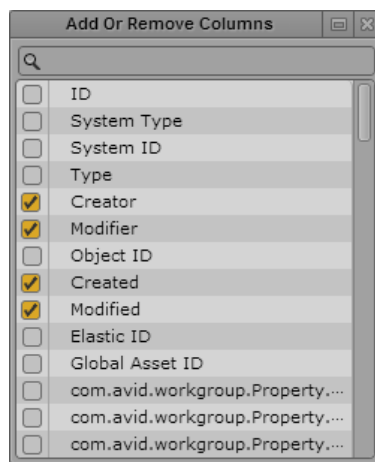 Add Or Remove Columns
ID
System Type
System ID
Type
Creator
Modifier
Object ID
Created
Modified
Elastic ID
Global Asset ID
com.avid.workgroup.Property.···
com.avid.workgroup.Property.···
com.avid.workgroup.Property.···